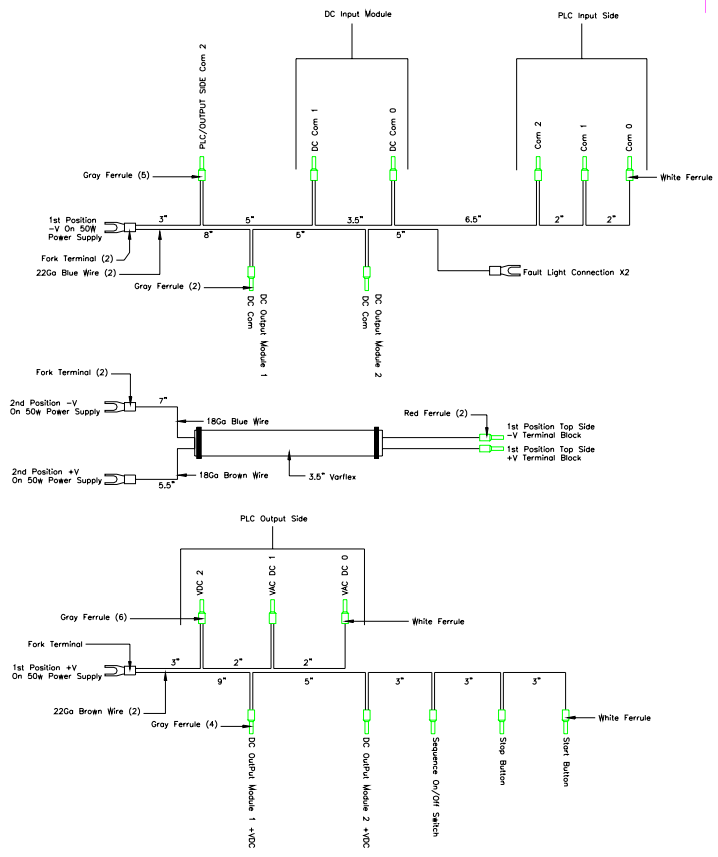 DC Input Module
PLC Input Side
PLC/OUTPUT SIDE Com 2
DC Com 1
DC Com 0
Com 2
Com 1
Com 0
Gray Ferrule (5)
White Ferrule
1st Position
-V On 50W
Power Supply
3"
5"
3.5"
6.5"
2"
2"
8"
5"
5"
Fork Terminal (2)
22Ga Blue Wire (2)
Gray Ferrule (2)
Fault Light Connection X2
DC Output Module 1
DC Com
DC Output Module 2
DC Com
Fork Terminal (2)
2nd Position -V
On 50w Power Supply
7"
18Ga Blue Wire
Red Ferrule (2)
1st Position Top Side
-V Terminal Block
1st Position Top Side
+V Terminal Block
2nd Position +V
On 50w Power Supply
5.5"
18Ga Brown Wire
3.5" Varflex
PLC Output Side
VDC 2
VAC DC 1
VAC DC 0
Gray Ferrule (6)
White Ferrule
Fork Terminal
1st Position +V
On 50w Power Supply
3"
2"
2"
9"
5"
3"
3"
3"
22Ga Brown Wire (2)
Gray Ferrule (4)
White Ferrule
DC OutPut Module 1 +VDC
DC OutPut Module 2 +VDC
Sequence On/Off Switch
Stop Button
Start Button